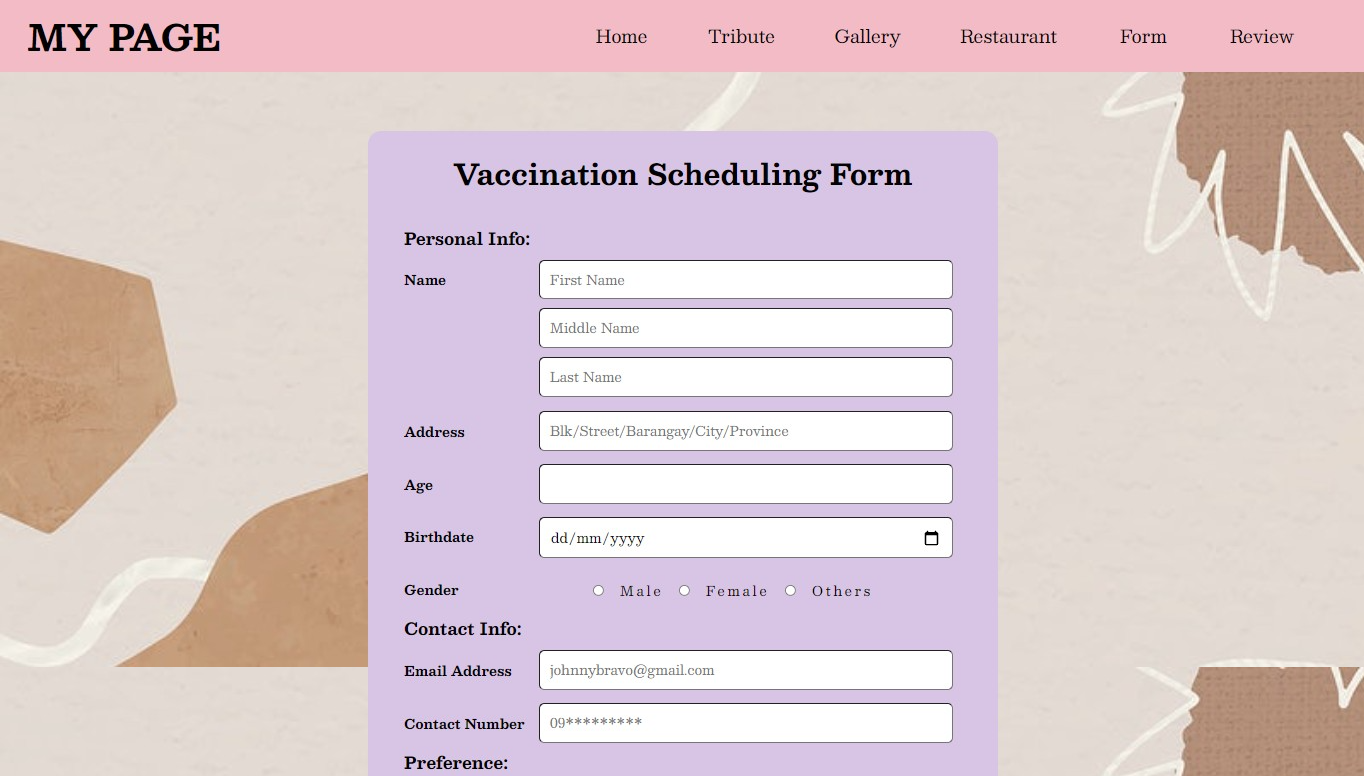 MY PAGE Home Tribute Gallery Restaurant Form Review
Vaccination Scheduling Form
Personal Info:
Name First Name
Middle Name
Last Name
Address Blk/Street/Barangay/City/Province
Age
Birthdate dd/mm/yyyy
Gender Male Female Others
Contact Info:
Email Address johnnybravo@gmail.com
Contact Number 09*********
Preference: